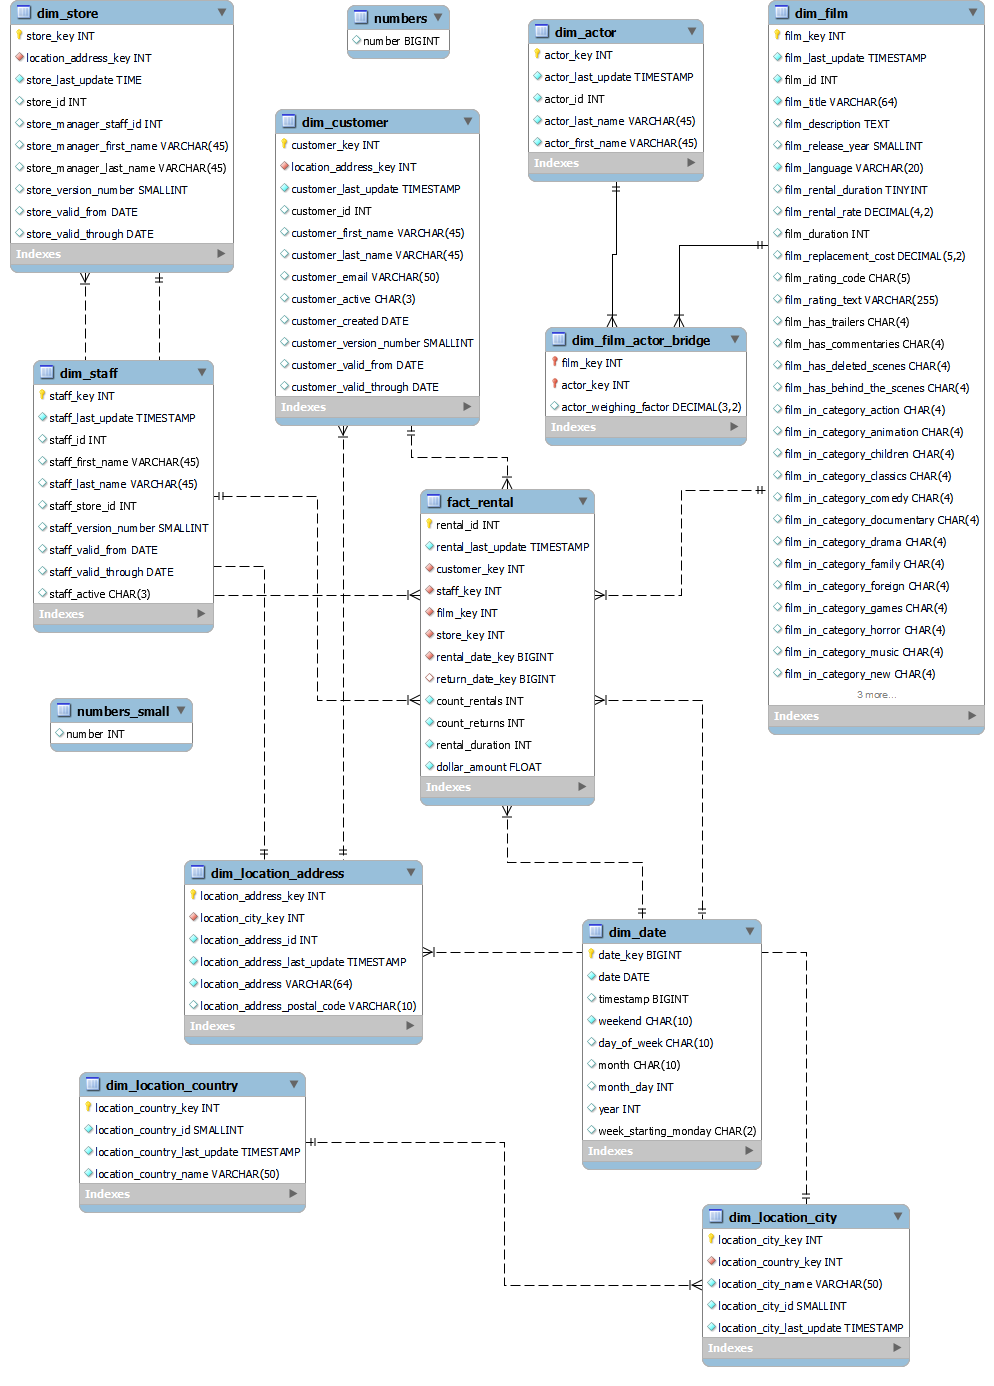 dim_store
store_key INT
location_address_key INT
store_last_update TIME
store_id INT
store_manager_staff_id INT
store_manager_first_name VARCHAR(45)
store_manager_last_name VARCHAR(45)
store_version_number SMALLINT
store_valid_from DATE
store_valid_through DATE
Indexes
numbers
number BIGINT
dim_actor
actor_key INT
actor_last_update TIMESTAMP
actor_id INT
actor_last_name VARCHAR(45)
actor_first_name VARCHAR(45)
Indexes
dim_film
film_key INT
film_last_update TIMESTAMP
film_id INT
film_title VARCHAR(64)
film_description TEXT
film_release_year SMALLINT
film_language VARCHAR(20)
film_rental_duration TINYINT
film_rental_rate DECIMAL(4,2)
film_duration INT
film_replacement_cost DECIMAL(5,2)
film_rating_code CHAR(5)
film_rating_text VARCHAR(255)
film_has_trailers CHAR(4)
film_has_commentaries CHAR(4)
film_has_deleted_scenes CHAR(4)
film_has_behind_the_scenes CHAR(4)
film_in_category_action CHAR(4)
film_in_category_animation CHAR(4)
film_in_category_children CHAR(4)
film_in_category_classics CHAR(4)
film_in_category_comedy CHAR(4)
film_in_category_documentary CHAR(4)
film_in_category_drama CHAR(4)
film_in_category_family CHAR(4)
film_in_category_foreign CHAR(4)
film_in_category_games CHAR(4)
film_in_category_horror CHAR(4)
film_in_category_music CHAR(4)
film_in_category_new CHAR(4)
3 more...
Indexes
dim_customer
customer_key INT
location_address_key INT
customer_last_update TIMESTAMP
customer_id INT
customer_first_name VARCHAR(45)
customer_last_name VARCHAR(45)
customer_email VARCHAR(50)
customer_active CHAR(3)
customer_created DATE
customer_version_number SMALLINT
customer_valid_from DATE
customer_valid_through DATE
Indexes
dim_film_actor_bridge
film_key INT
actor_key INT
actor_weighing_factor DECIMAL(3,2)
Indexes
dim_staff
staff_key INT
staff_last_update TIMESTAMP
staff_id INT
staff_first_name VARCHAR(45)
staff_last_name VARCHAR(45)
staff_store_id INT
staff_version_number SMALLINT
staff_valid_from DATE
staff_valid_through DATE
staff_active CHAR(3)
Indexes
fact_rental
rental_id INT
rental_last_update TIMESTAMP
customer_key INT
staff_key INT
film_key INT
store_key INT
rental_date_key BIGINT
return_date_key BIGINT
count_rentals INT
count_returns INT
rental_duration INT
dollar_amount FLOAT
Indexes
numbers_small
number INT
dim_location_address
location_address_key INT
location_city_key INT
location_address_id INT
location_address_last_update TIMESTAMP
location_address VARCHAR(64)
location_address_postal_code VARCHAR(10)
Indexes
dim_date
date_key BIGINT
date DATE
timestamp BIGINT
weekend CHAR(10)
day_of_week CHAR(10)
month CHAR(10)
month_day INT
year INT
week_starting_monday CHAR(2)
Indexes
dim_location_country
location_country_key INT
location_country_id SMALLINT
location_country_last_update TIMESTAMP
location_country_name VARCHAR(50)
Indexes
dim_location_city
location_city_key INT
location_country_key INT
location_city_name VARCHAR(50)
location_city_id SMALLINT
location_city_last_update TIMESTAMP
Indexes